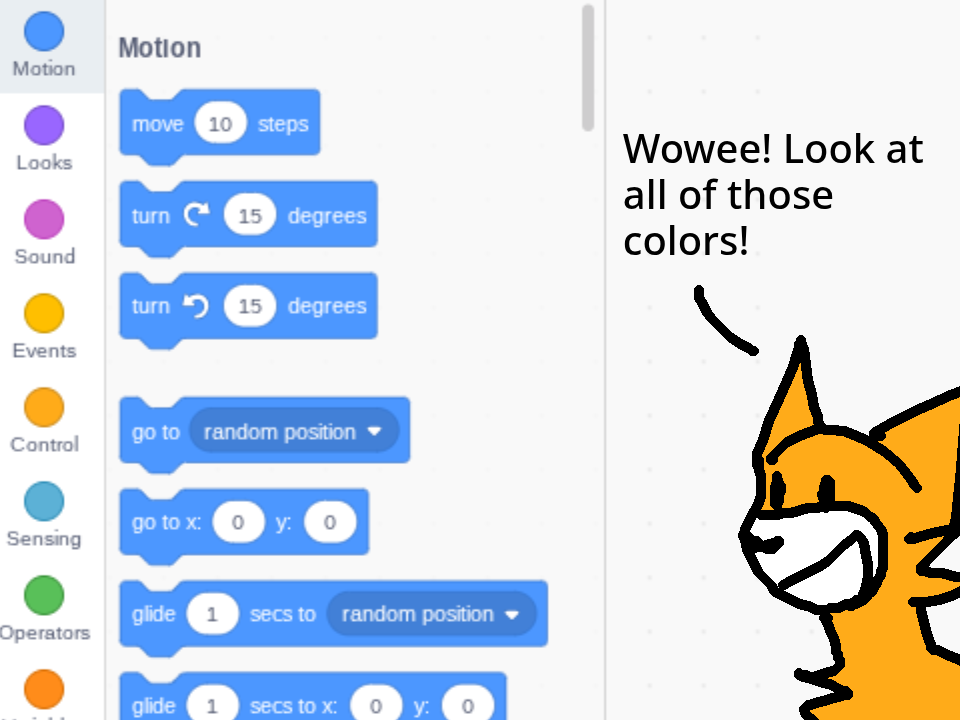 Motion
Looks
Sound
Events
Control
Sensing
Operators
Motion
move 10 steps
turn 15 degrees
turn 15 degrees
go to random position
go to x: 0 y: 0
glide 1 secs to random position
glide 1 secs to x: 0 y: 0
Wowee! Look at
all of those
colors!